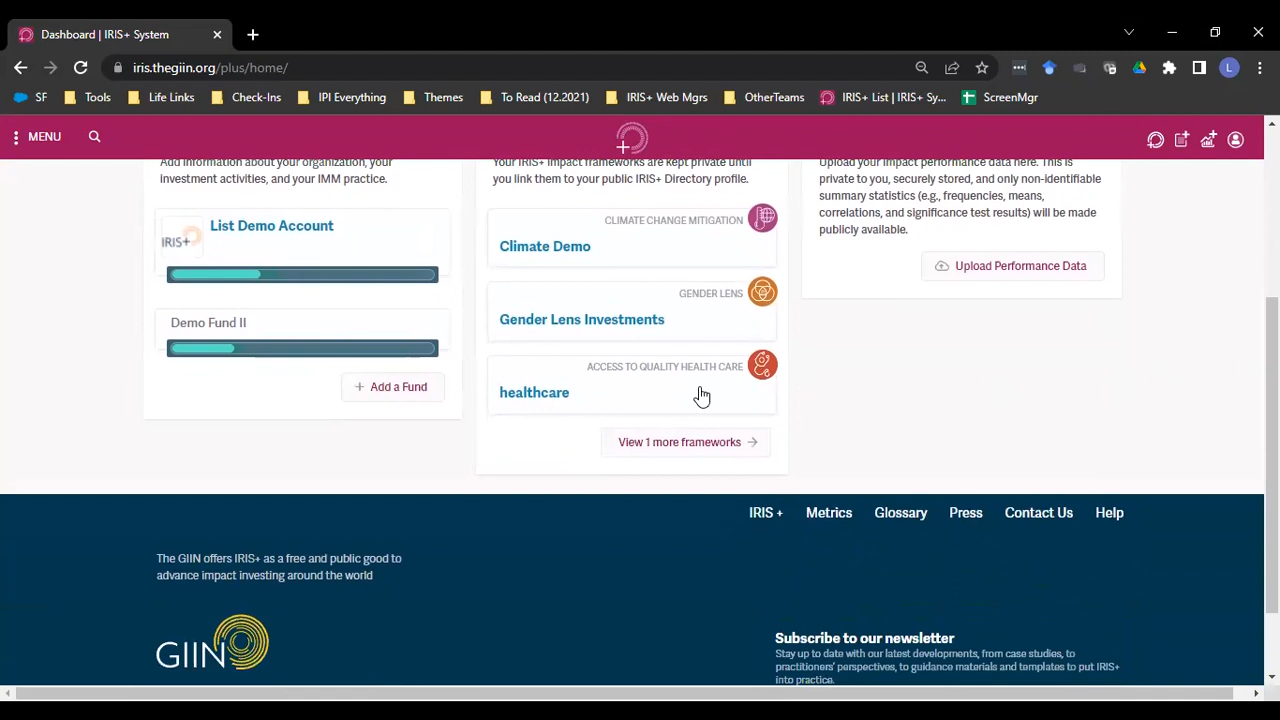 Dashboard | IRIS+ System
iris.thegiin.org/plus/home/
L
SF
Tools
Life Links
Check-Ins
IPI Everything
Themes
To Read (12.2021)
IRIS+ Web Mgrs
OtherTeams
IRIS+ List | IRIS+ Sy...
ScreenMgr
MENU
Add information about your organization, your
investment activities, and your IMM practice.
IRIS+
List Demo Account
Demo Fund II
+ Add a Fund
Your IRIS+ impact frameworks are kept private until
you link them to your public IRIS+ Directory profile.
CLIMATE CHANGE MITIGATION
Climate Demo
GENDER LENS
Gender Lens Investments
ACCESS TO QUALITY HEALTH CARE
healthcare
View 1 more frameworks
Upload your impact performance data here. This is
private to you, securely stored, and only non-identifiable
summary statistics (e.g., frequencies, means,
correlations, and significance test results) will be made
publicly available.
Upload Performance Data
IRIS +
Metrics
Glossary
Press
Contact Us
Help
The GIIN offers IRIS+ as a free and public good to
advance impact investing around the world
GIIN
Subscribe to our newsletter
Stay up to date with our latest developments, from case studies, to
practitioners' perspectives, to guidance materials and templates to put IRIS+
into practice.